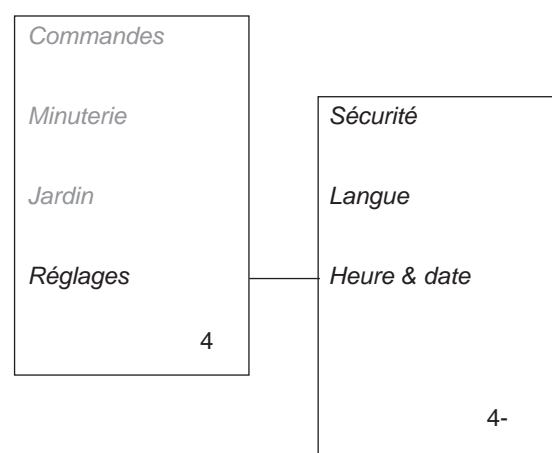 Commandes
Minuterie
Jardin
Réglages
4
Sécurité
Langue
Heure & date
4-